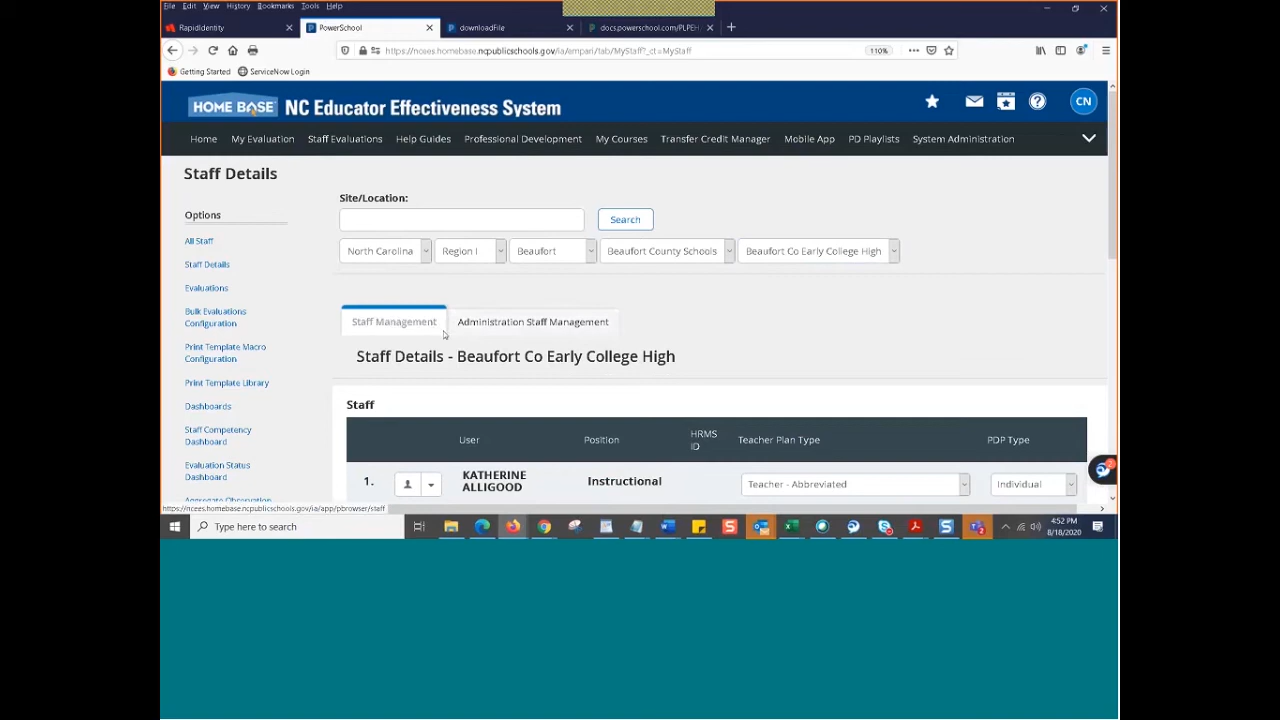 File Edit View History Bookmarks Tools Help
RapidIdentity PowerSchool downloadFile docs.powerschool.com/PLPEH
https://ncees.homebase.ncpublicschools.gov/ia/empari/tab/MyStaff?_ct=MyStaff 110%
Getting Started ServiceNow Login
HOME BASE NC Educator Effectiveness System CN
Home My Evaluation Staff Evaluations Help Guides Professional Development My Courses Transfer Credit Manager Mobile App PD Playlists System Administration
Staff Details
Options
All Staff
Staff Details
Evaluations
Bulk Evaluations
Configuration
Print Template Macro
Configuration
Print Template Library
Dashboards
Staff Competency
Dashboard
Evaluation Status
Dashboard
Aggregate Observation
Site/Location:
Search
North Carolina Region I Beaufort Beaufort County Schools Beaufort Co Early College High
Staff Management Administration Staff Management
Staff Details - Beaufort Co Early College High
Staff
User Position HRMS ID Teacher Plan Type PDP Type
1. KATHERINE ALLIGOOD Instructional Teacher - Abbreviated Individual
2
https://ncees.homebase.ncpublicschools.gov/ia/app/pbrowser/staff
Type here to search
4:52 PM
8/18/2020